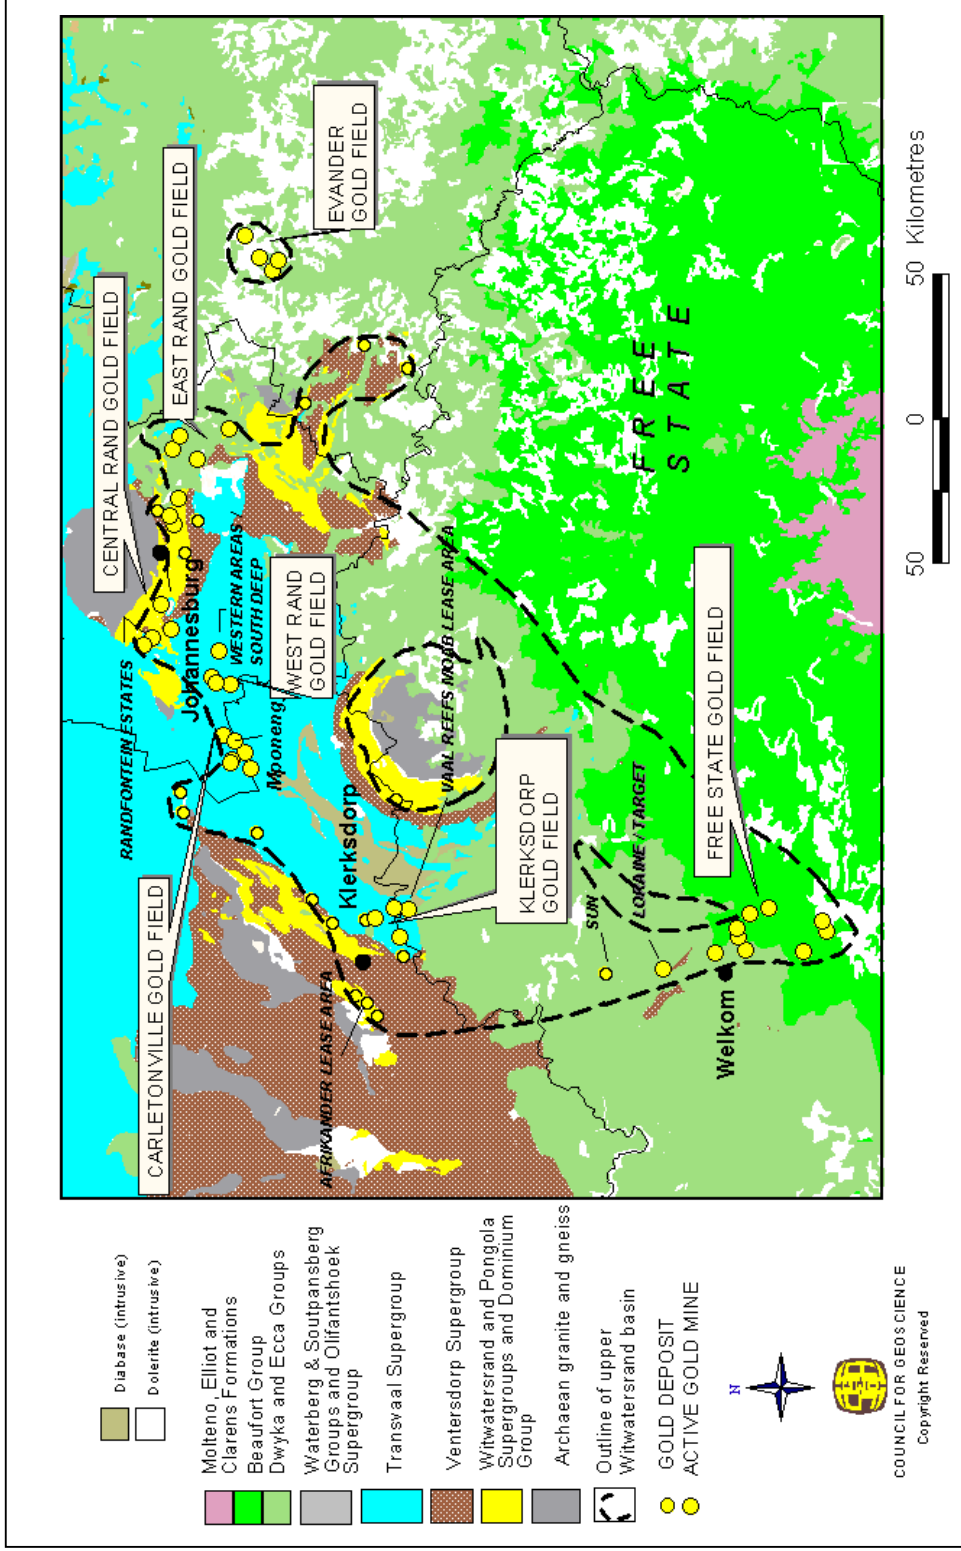 CENTRAL RAND GOLD FIELD
EAST RAND GOLD FIELD
EVANDER
GOLD FIELD
RANDFONTEIN ESTATES
Johannesburg
WESTERN AREAS
SOUTH DEEP
WEST RAND
GOLD FIELD
Mponeng
CARLETONVILLE GOLD FIELD
Klerksdorp
VAAL REEFS MOAB LEASE AREA
KLERKSDORP
GOLD FIELD
AFRIKANDER LEASE AREA
SUN
LORAINE / TARGET
FREE STATE GOLD FIELD
Welkom
FREE
STATE
50 0 50 Kilometres
Diabase (intrusive)
Dolerite (intrusive)
Molteno, Elliot and
Clarens Formations
Beaufort Group
Dwyka and Ecca Groups
Waterberg & Soutpansberg
Groups and Olifantshoek
Supergroup
Transvaal Supergroup
Ventersdorp Supergroup
Witwatersrand and Pongola
Supergroups and Dominium
Group
Archaean granite and gneiss
Outline of upper
Witwatersrand basin
GOLD DEPOSIT
ACTIVE GOLD MINE
N
COUNCIL FOR GEOSCIENCE
Copyright Reserved